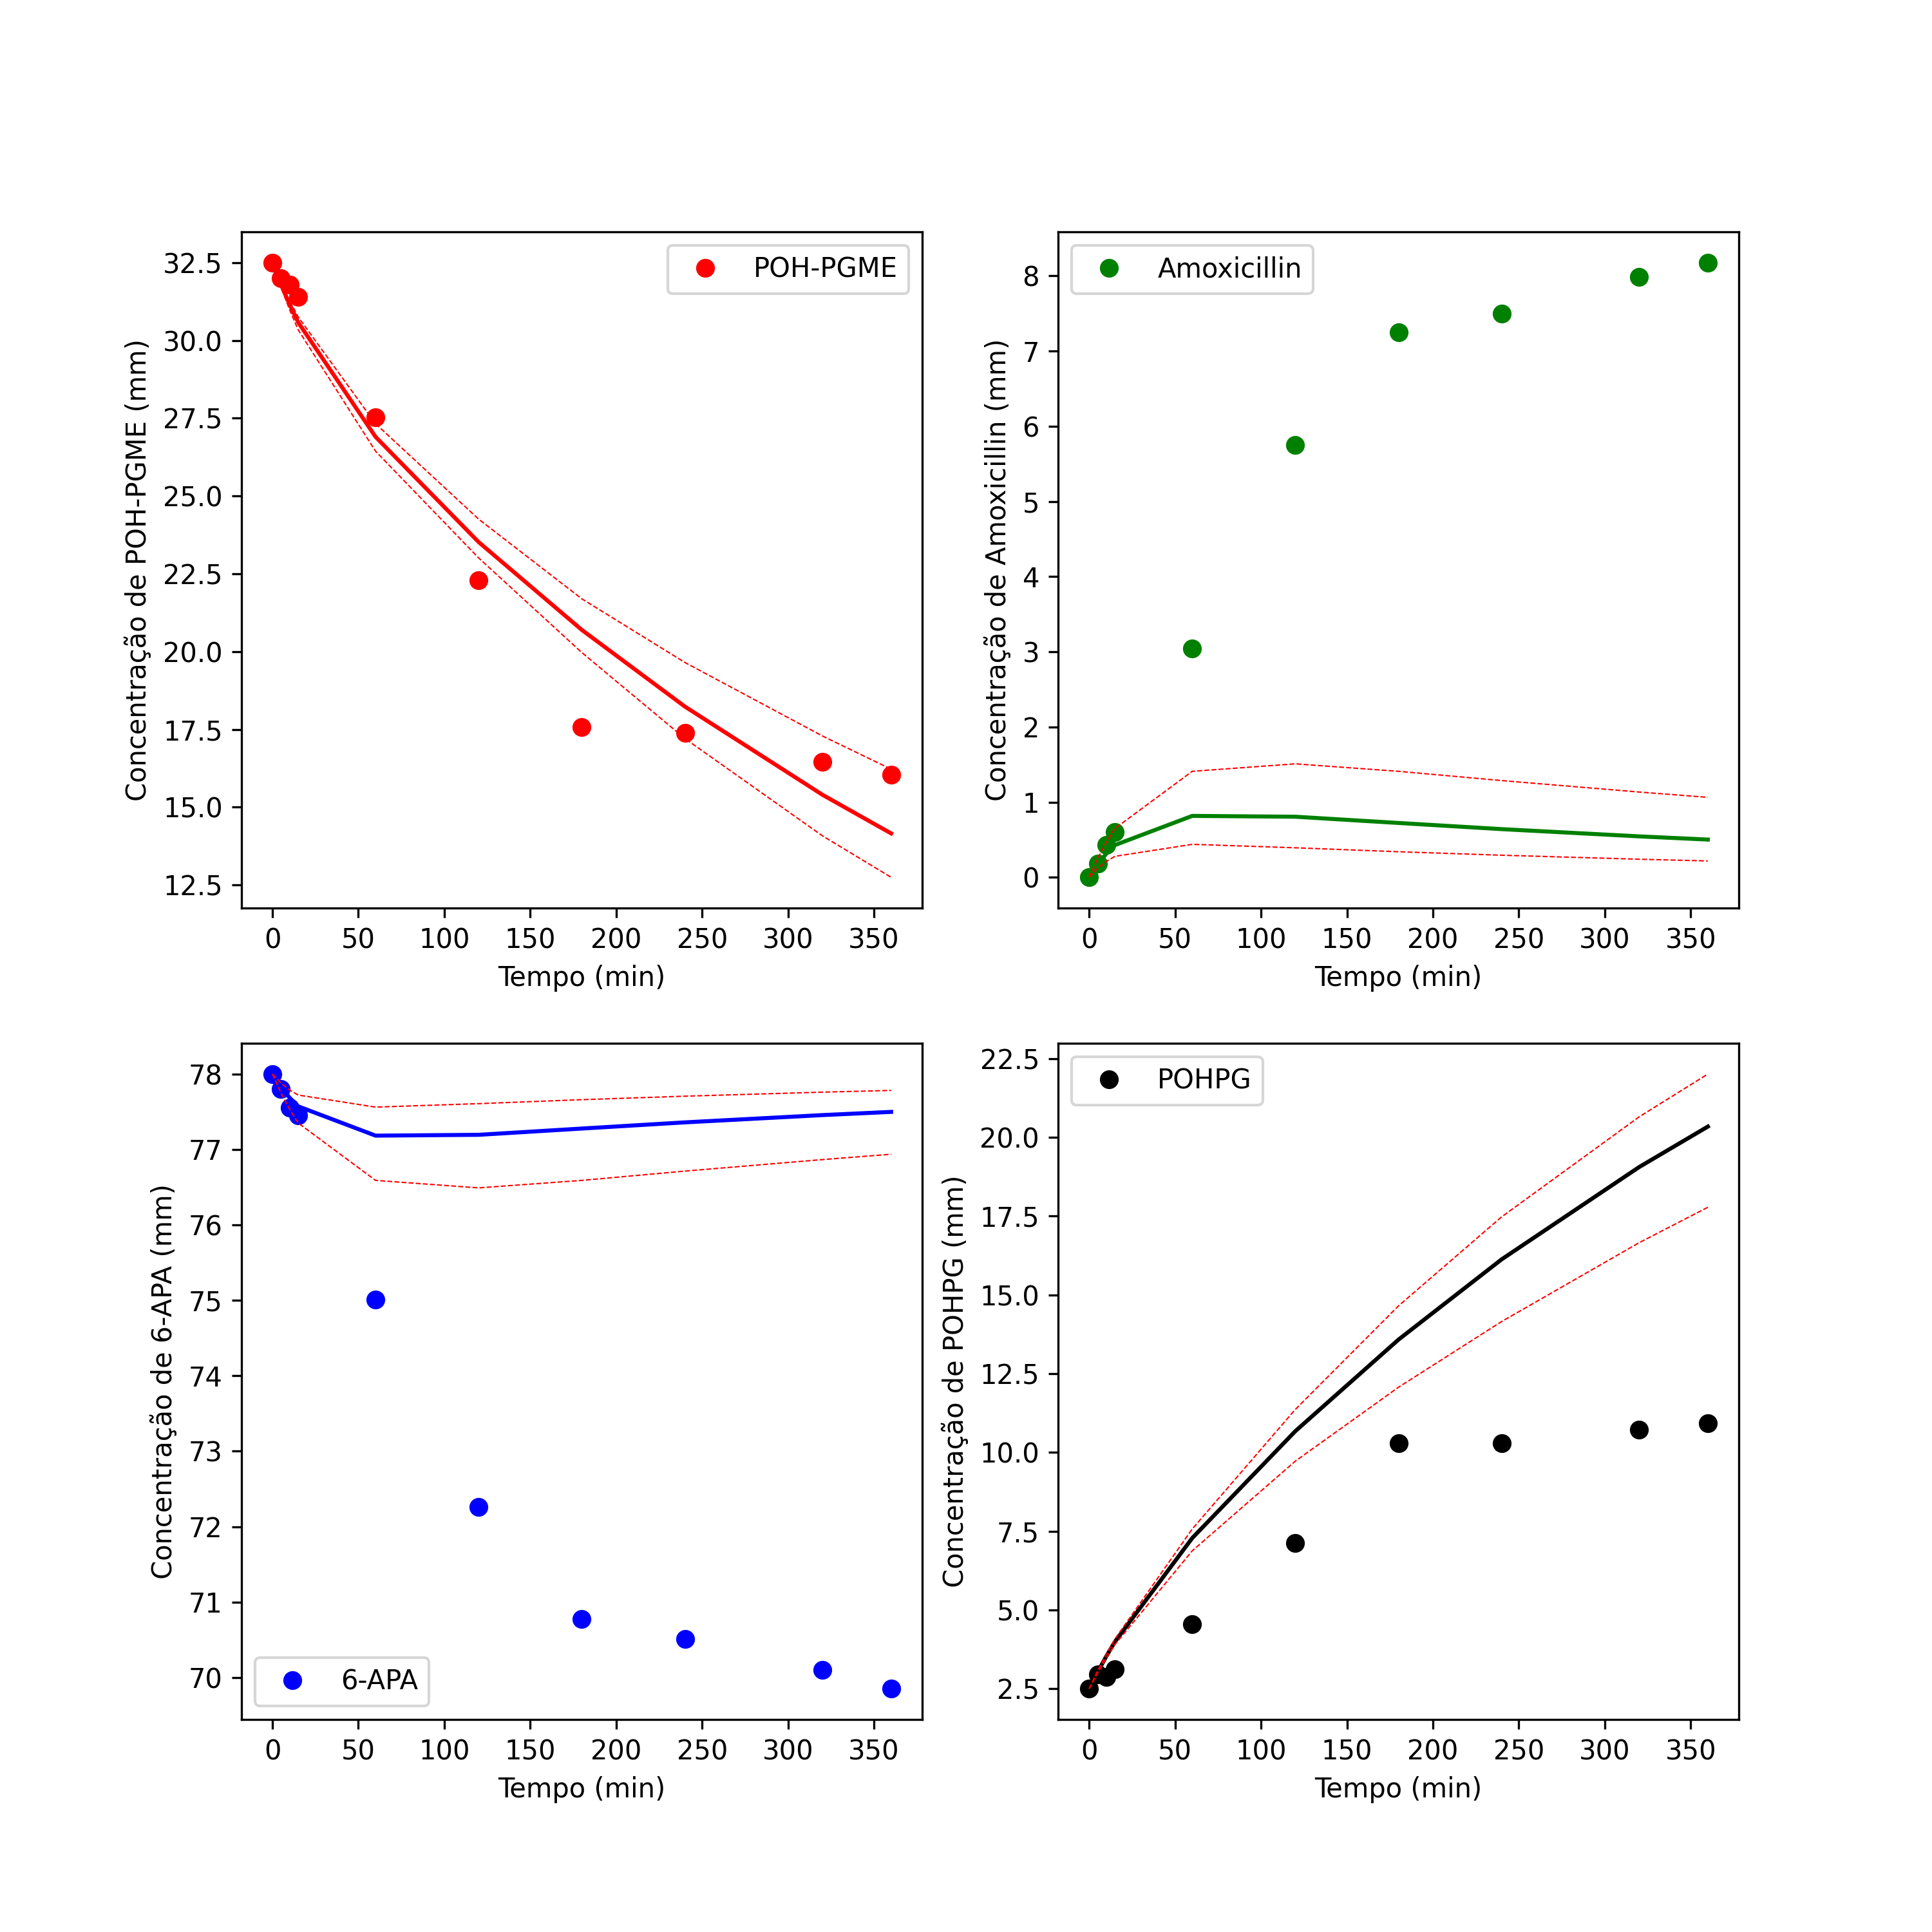 POH-PGME
Concentração de POH-PGME (mm)
32.5
30.0
27.5
25.0
22.5
20.0
17.5
15.0
12.5
0 50 100 150 200 250 300 350
Tempo (min)
Amoxicillin
Concentração de Amoxicillin (mm)
8
7
6
5
4
3
2
1
0
0 50 100 150 200 250 300 350
Tempo (min)
6-APA
Concentração de 6-APA (mm)
78
77
76
75
74
73
72
71
70
0 50 100 150 200 250 300 350
Tempo (min)
POHPG
Concentração de POHPG (mm)
22.5
20.0
17.5
15.0
12.5
10.0
7.5
5.0
2.5
0 50 100 150 200 250 300 350
Tempo (min)